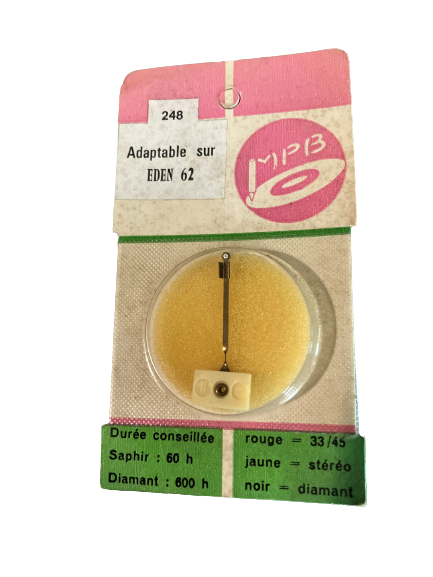 248
Adaptable sur
EDEN 62
MPB
Durée conseillée
Saphir : 60 h
Diamant : 600 h
rouge = 33/45
jaune = stéréo
noir = diamant